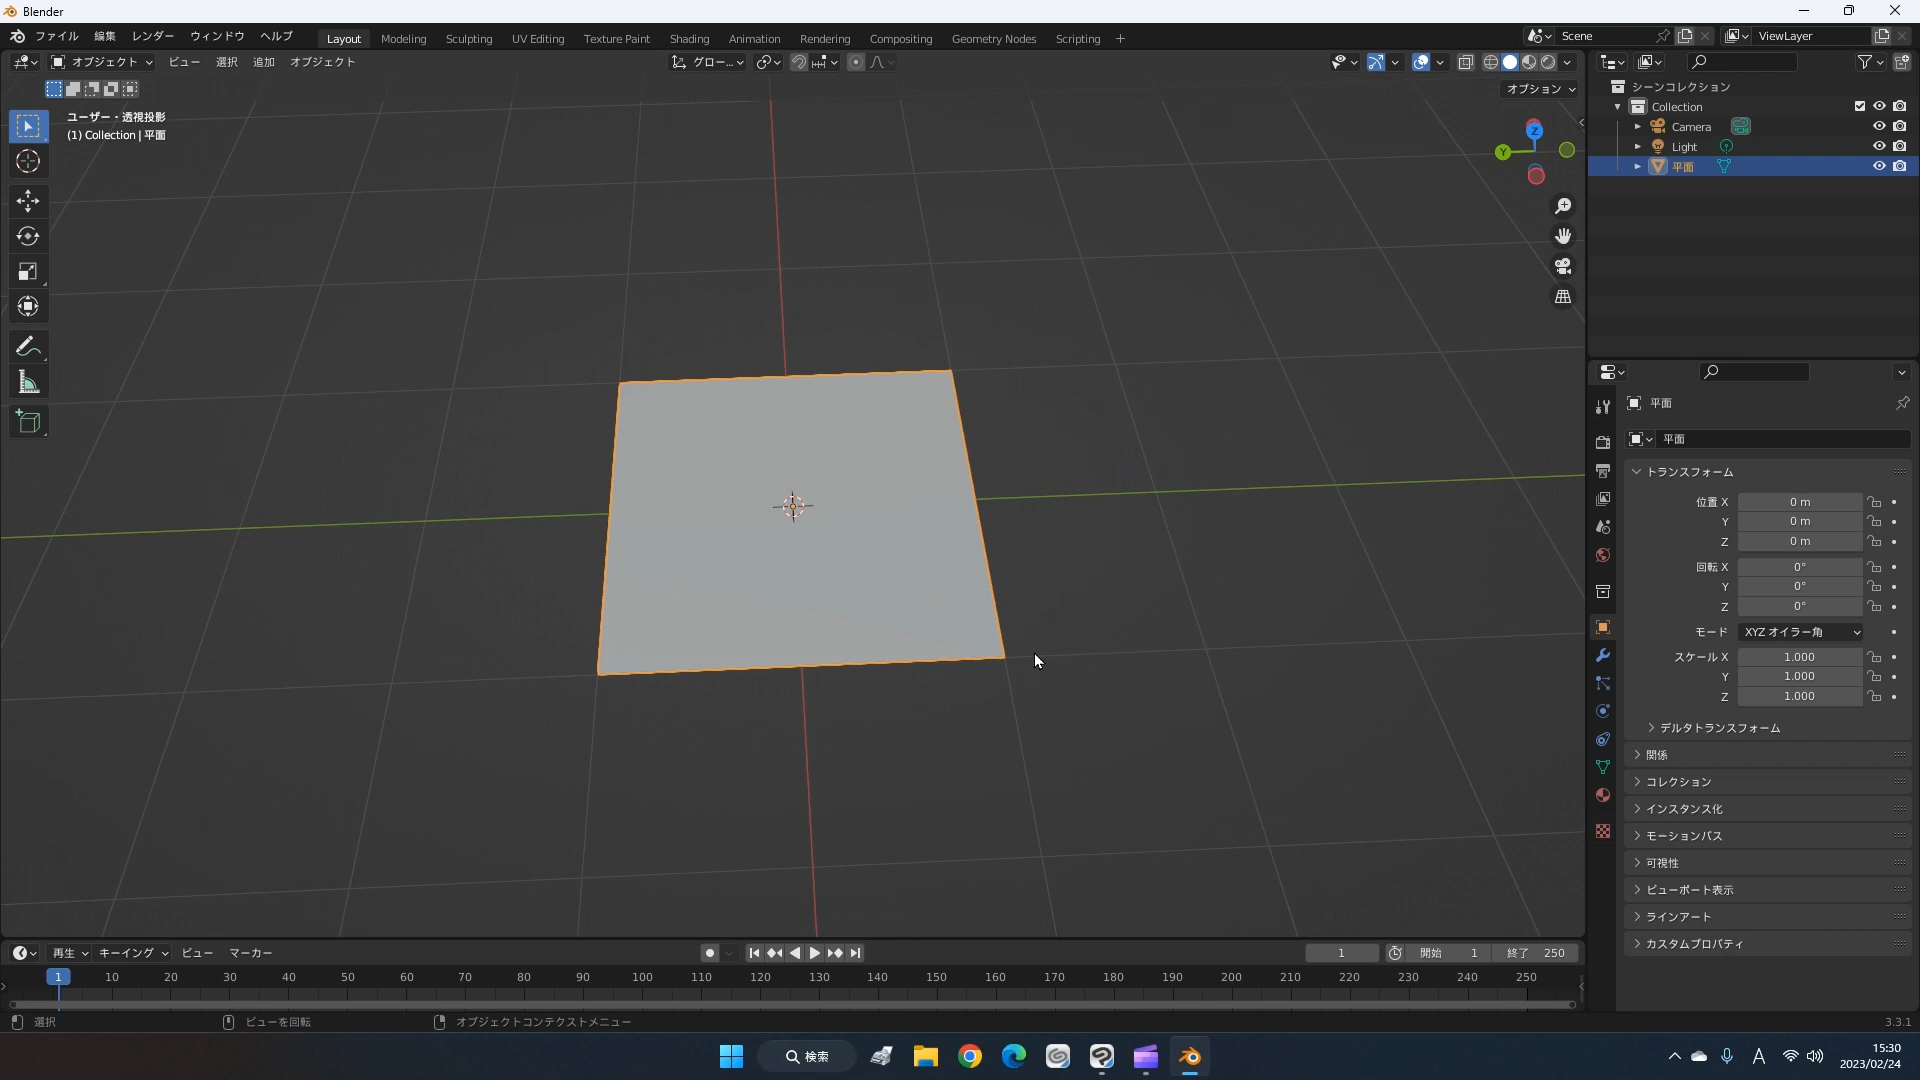 Blender
ファイル 編集 レンダー ウィンドウ ヘルプ Layout Modeling Sculpting UV Editing Texture Paint Shading Animation Rendering Compositing Geometry Nodes Scripting + Scene ViewLayer
オブジェクト ビュー 選択 追加 オブジェクト グロー...
オプション
ユーザー・透視投影
(1) Collection | 平面
Z
Y
シーンコレクション
Collection
Camera
Light
平面
平面
平面
トランスフォーム
位置 X 0 m
Y 0 m
Z 0 m
回転 X 0°
Y 0°
Z 0°
モード XYZ オイラー角
スケール X 1.000
Y 1.000
Z 1.000
デルタトランスフォーム
関係
コレクション
インスタンス化
モーションパス
可視性
ビューポート表示
ラインアート
カスタムプロパティ
再生 キーイング ビュー マーカー 1 開始 1 終了 250
1 10 20 30 40 50 60 70 80 90 100 110 120 130 140 150 160 170 180 190 200 210 220 230 240 250
選択 ビューを回転 オブジェクトコンテクストメニュー 3.3.1
検索 A 15:30
2023/02/24